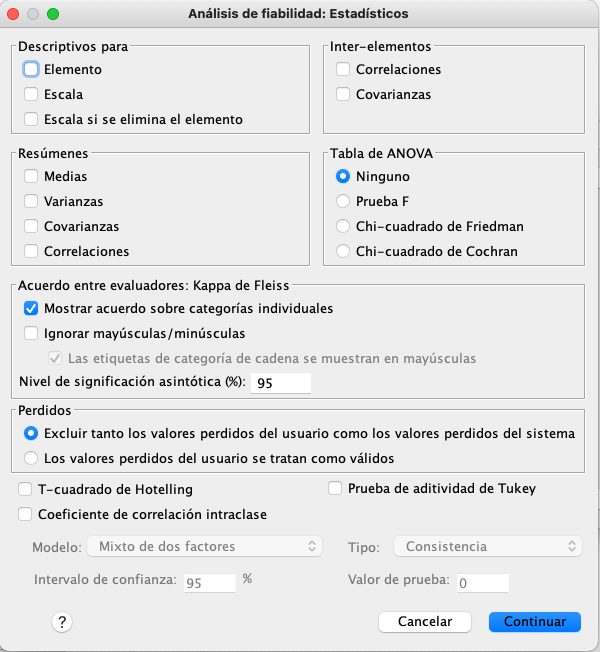 Análisis de fiabilidad: Estadísticos
Descriptivos para
Elemento
Escala
Escala si se elimina el elemento
Inter-elementos
Correlaciones
Covarianzas
Resúmenes
Medias
Varianzas
Covarianzas
Correlaciones
Tabla de ANOVA
Ninguno
Prueba F
Chi-cuadrado de Friedman
Chi-cuadrado de Cochran
Acuerdo entre evaluadores: Kappa de Fleiss
Mostrar acuerdo sobre categorías individuales
Ignorar mayúsculas/minúsculas
Las etiquetas de categoría de cadena se muestran en mayúsculas
Nivel de significación asintótica (%): 95
Perdidos
Excluir tanto los valores perdidos del usuario como los valores perdidos del sistema
Los valores perdidos del usuario se tratan como válidos
T-cuadrado de Hotelling
Prueba de aditividad de Tukey
Coeficiente de correlación intraclase
Modelo: Mixto de dos factores
Tipo: Consistencia
Intervalo de confianza: 95 %
Valor de prueba: 0
?
Cancelar
Continuar